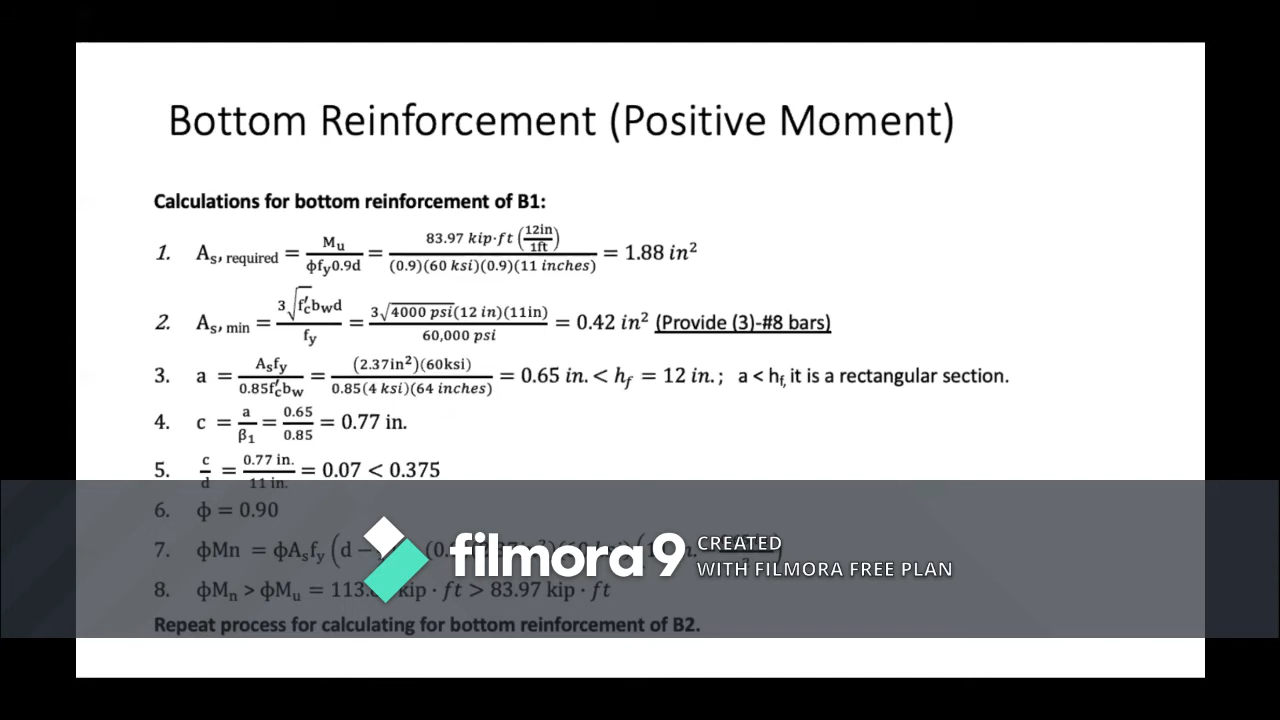 Bottom Reinforcement (Positive Moment)
Calculations for bottom reinforcement of B1:
1. As, required = Mu / ϕfy0.9d = 83.97 kip·ft (12in / 1ft) / (0.9)(60 ksi)(0.9)(11 inches) = 1.88 in²
2. As, min = 3√f′c bwd / fy = 3√4000 psi(12 in)(11in) / 60,000 psi = 0.42 in² (Provide (3)-#8 bars)
3. a = Asfy / 0.85f′cbw = (2.37in²)(60ksi) / 0.85(4 ksi)(64 inches) = 0.65 in. < hf = 12 in. ; a < hf, it is a rectangular section.
4. c = a / β1 = 0.65 / 0.85 = 0.77 in.
5. c / d = 0.77 in. / 11 in. = 0.07 < 0.375
6. ϕ = 0.90
7. ϕMn = ϕAsfy (d −
8. ϕMn > ϕMu = 113. kip · ft > 83.97 kip · ft
filmora 9 CREATED
WITH FILMORA FREE PLAN
Repeat process for calculating for bottom reinforcement of B2.